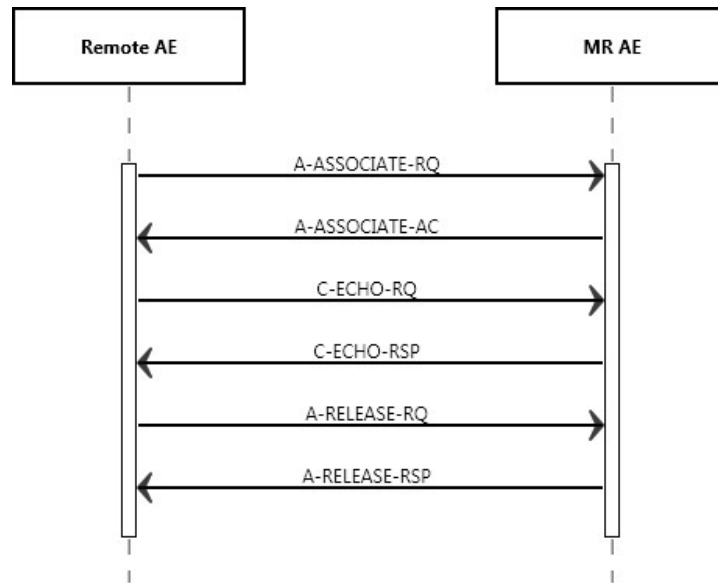 Remote AE
MR AE
A-ASSOCIATE-RQ
A-ASSOCIATE-AC
C-ECHO-RQ
C-ECHO-RSP
A-RELEASE-RQ
A-RELEASE-RSP